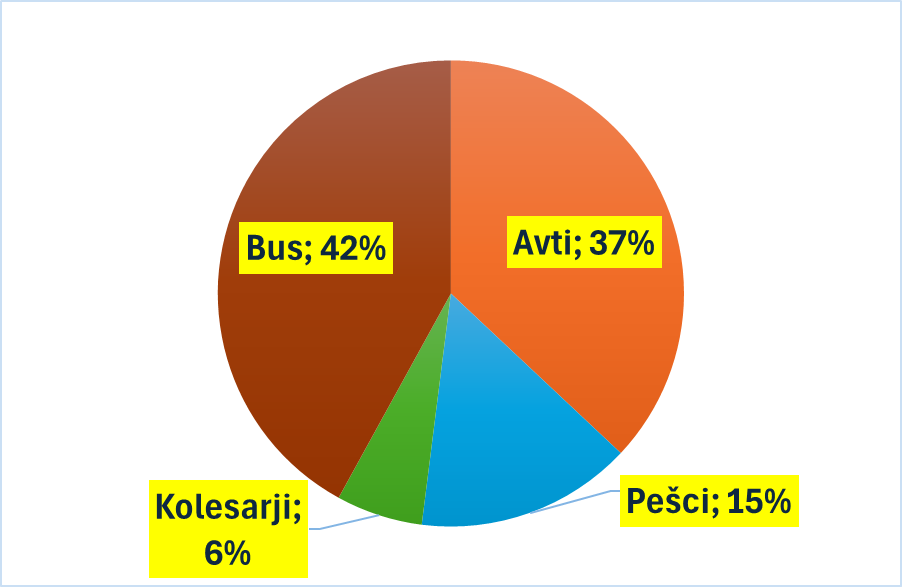 Bus; 42%
Avti; 37%
Kolesarji;
6%
Pešci; 15%